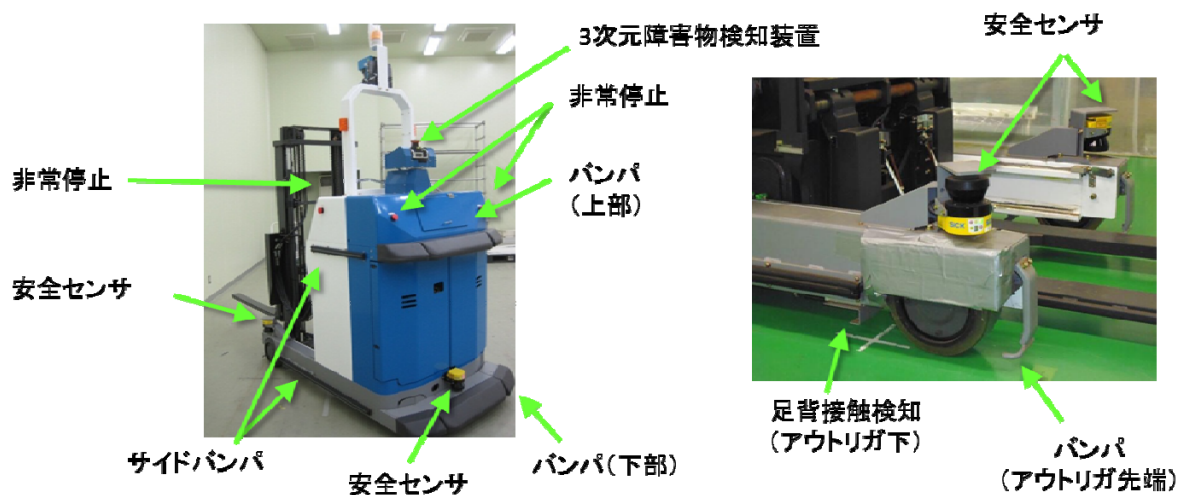 3次元障害物検知装置
安全センサ
非常停止
非常停止
バンパ
(上部)
安全センサ
SICK
足背接触検知
(アウトリガ下)
バンパ
(アウトリガ先端)
サイドバンパ
バンパ(下部)
安全センサ